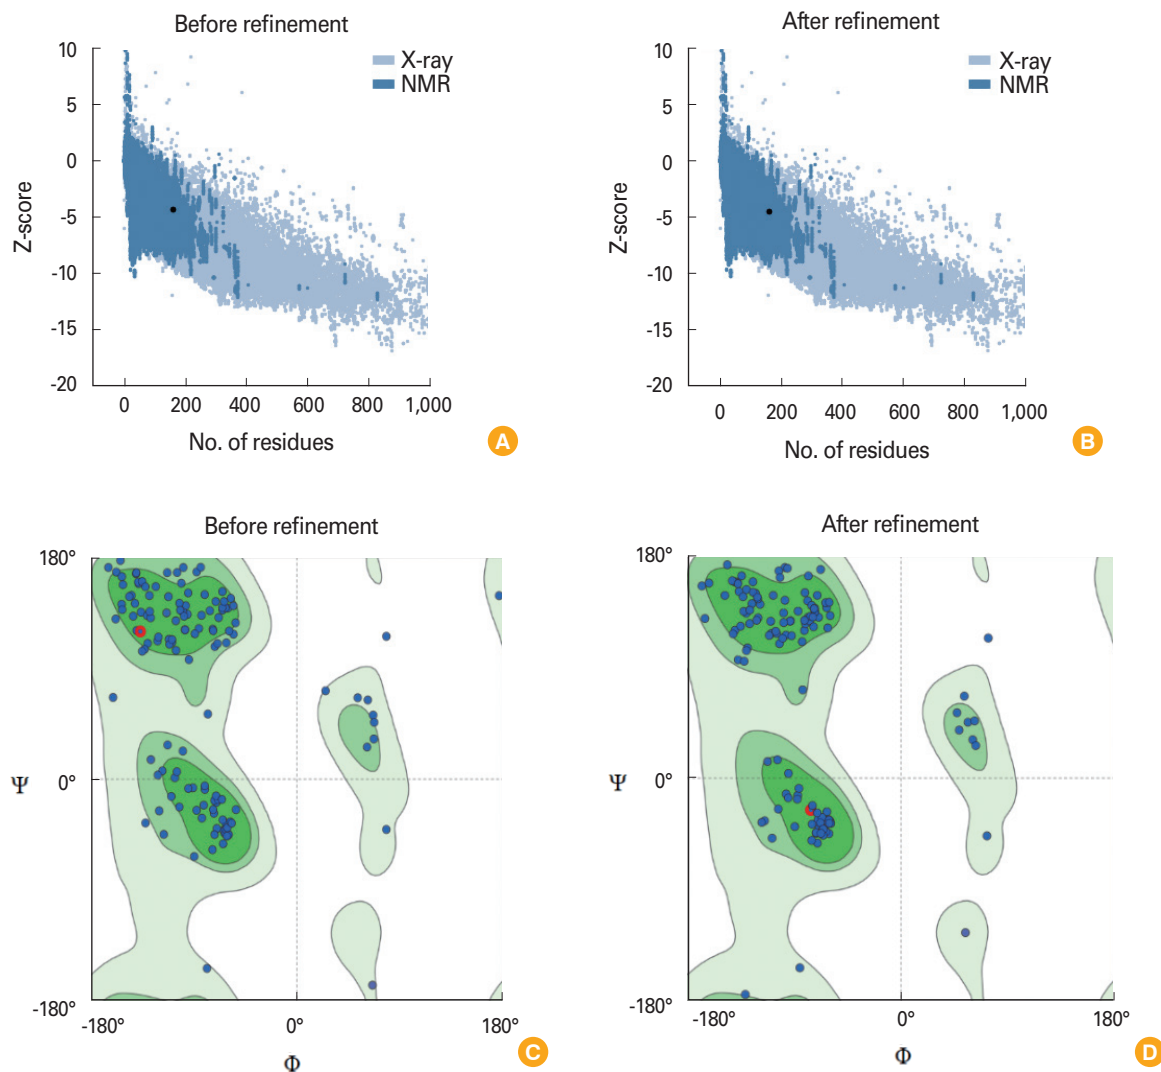 Before refinement
10
5
0
-5
-10
-15
-20
Z-score
X-ray
NMR
0 200 400 600 800 1,000
No. of residues
A
After refinement
10
5
0
-5
-10
-15
-20
Z-score
X-ray
NMR
0 200 400 600 800 1,000
No. of residues
B
Before refinement
180°
0°
-180°
Ψ
-180° 0° 180°
Φ
C
After refinement
180°
0°
-180°
Ψ
-180° 0° 180°
Φ
D